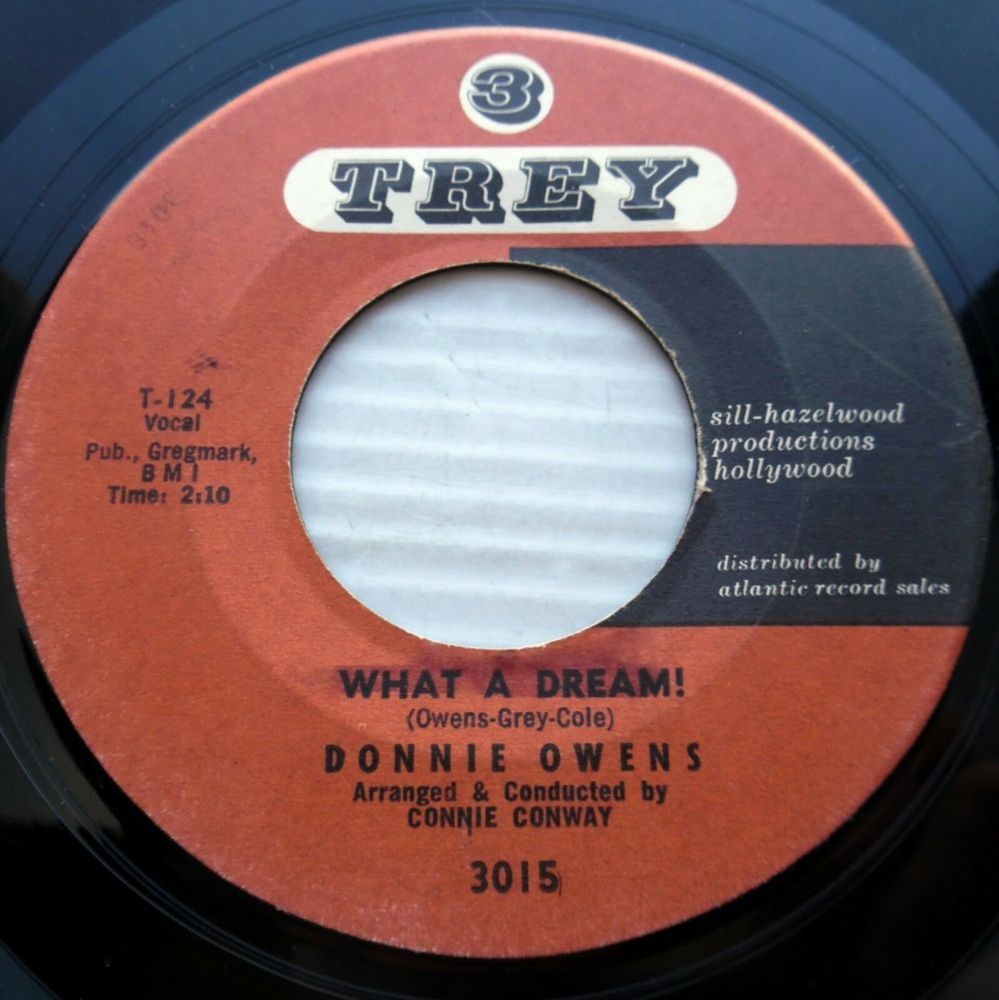 3
TREY
T-124
Vocal
Pub., Gregmark,
BMI
Time: 2:10
sill-hazelwood
productions
hollywood
distributed by
atlantic record sales
WHAT A DREAM!
(Owens-Grey-Cole)
DONNIE OWENS
Arranged & Conducted by
CONNIE CONWAY
3015